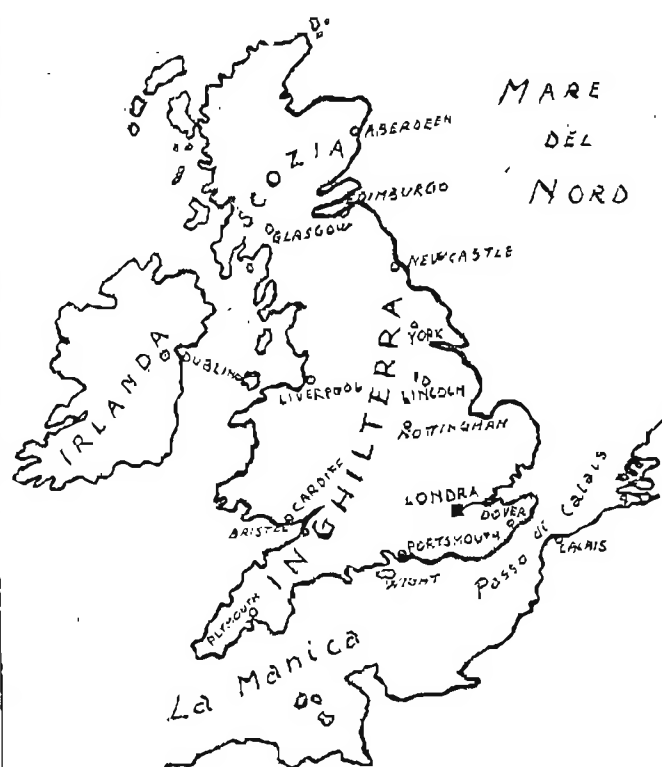 MARE
DEL
NORD
ABERDEEN
SCOZIA
EDIMBURGO
GLASGOW
NEWCASTLE
YORK
IRLANDA
DUBLINO
LIVERPOOL
LINCOLN
NOTTINGHAM
INGHILTERRA
CARDIFF
BRISTOL
LONDRA
DOVER
PORTSMOUTH
WIGHT
Passo di Calais
CALAIS
PLYMOUTH
La Manica